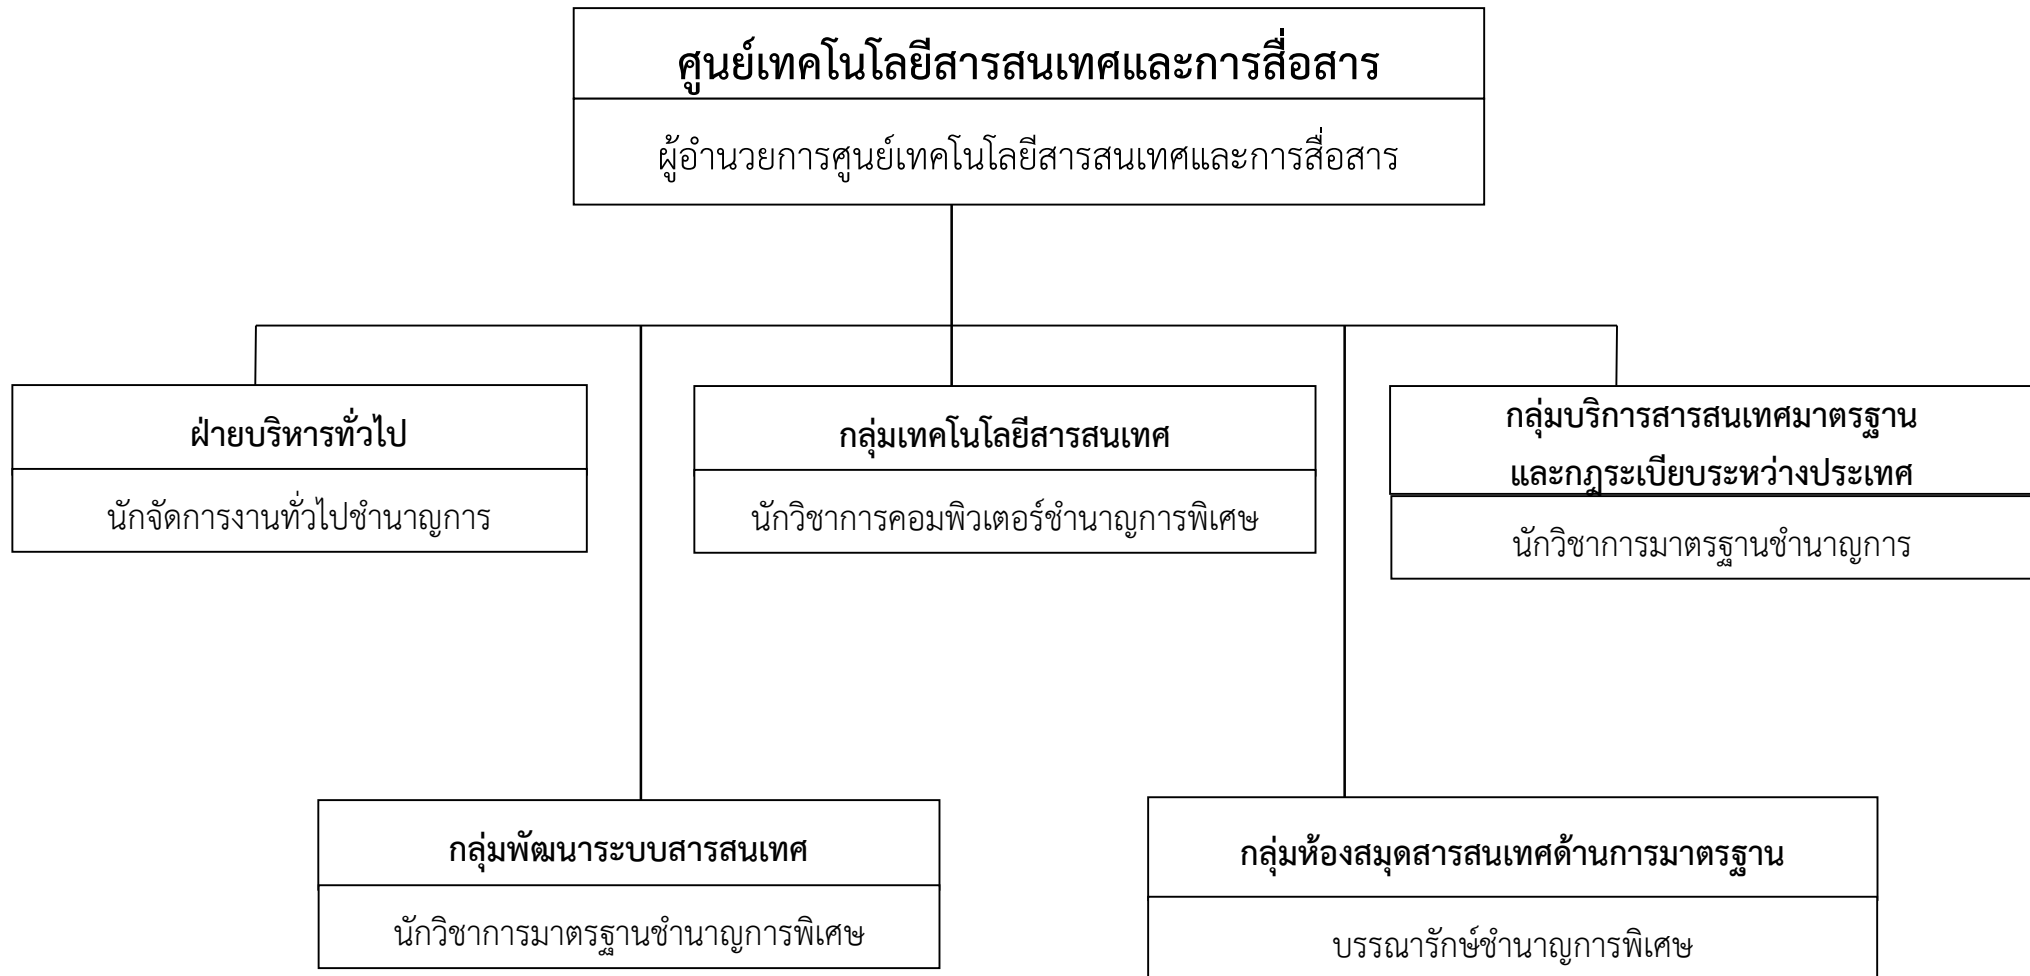 ศูนย์เทคโนโลยีสารสนเทศและการสื่อสาร
ผู้อำนวยการศูนย์เทคโนโลยีสารสนเทศและการสื่อสาร
ฝ่ายบริหารทั่วไป
นักจัดการงานทั่วไปชำนาญการ
กลุ่มเทคโนโลยีสารสนเทศ
นักวิชาการคอมพิวเตอร์ชำนาญการพิเศษ
กลุ่มบริการสารสนเทศมาตรฐาน
และกฎระเบียบระหว่างประเทศ
นักวิชาการมาตรฐานชำนาญการ
กลุ่มพัฒนาระบบสารสนเทศ
นักวิชาการมาตรฐานชำนาญการพิเศษ
กลุ่มห้องสมุดสารสนเทศด้านการมาตรฐาน
บรรณารักษ์ชำนาญการพิเศษ